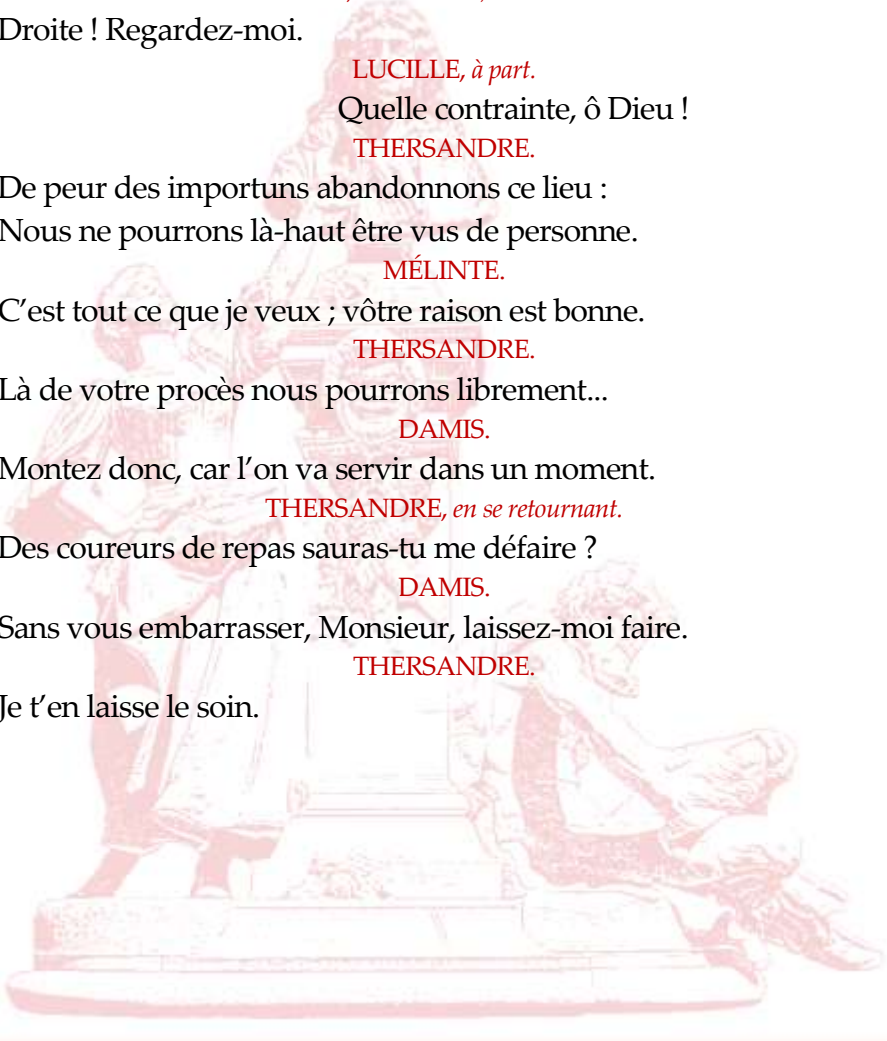 Droite ! Regardez-moi.
LUCILLE, à part.
Quelle contrainte, ô Dieu !
THERSANDRE.
De peur des importuns abandonnons ce lieu :
Nous ne pourrons là-haut être vus de personne.
MÉLINTE.
C'est tout ce que je veux ; vôtre raison est bonne.
THERSANDRE.
Là de votre procès nous pourrons librement...
DAMIS.
Montez donc, car l'on va servir dans un moment.
THERSANDRE, en se retournant.
Des coureurs de repas sauras-tu me défaire ?
DAMIS.
Sans vous embarrasser, Monsieur, laissez-moi faire.
THERSANDRE.
Je t'en laisse le soin.